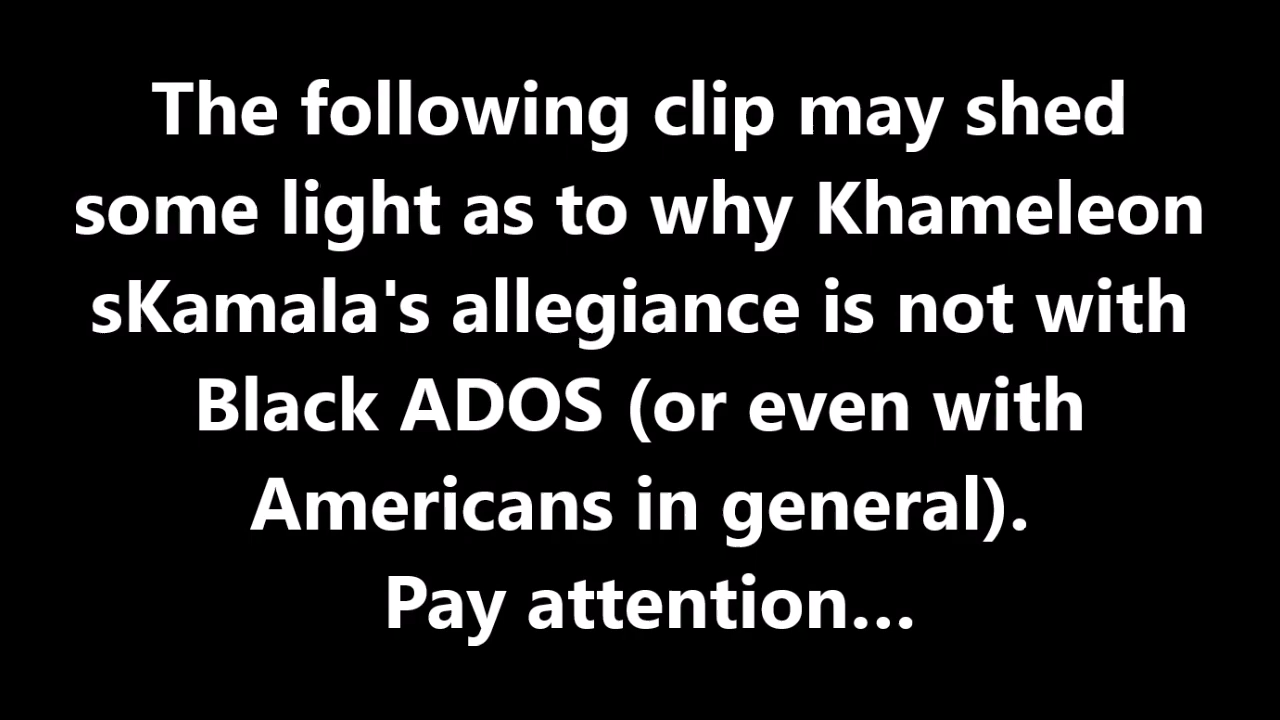 The following clip may shed
some light as to why Khameleon
sKamala's allegiance is not with
Black ADOS (or even with
Americans in general).
Pay attention...